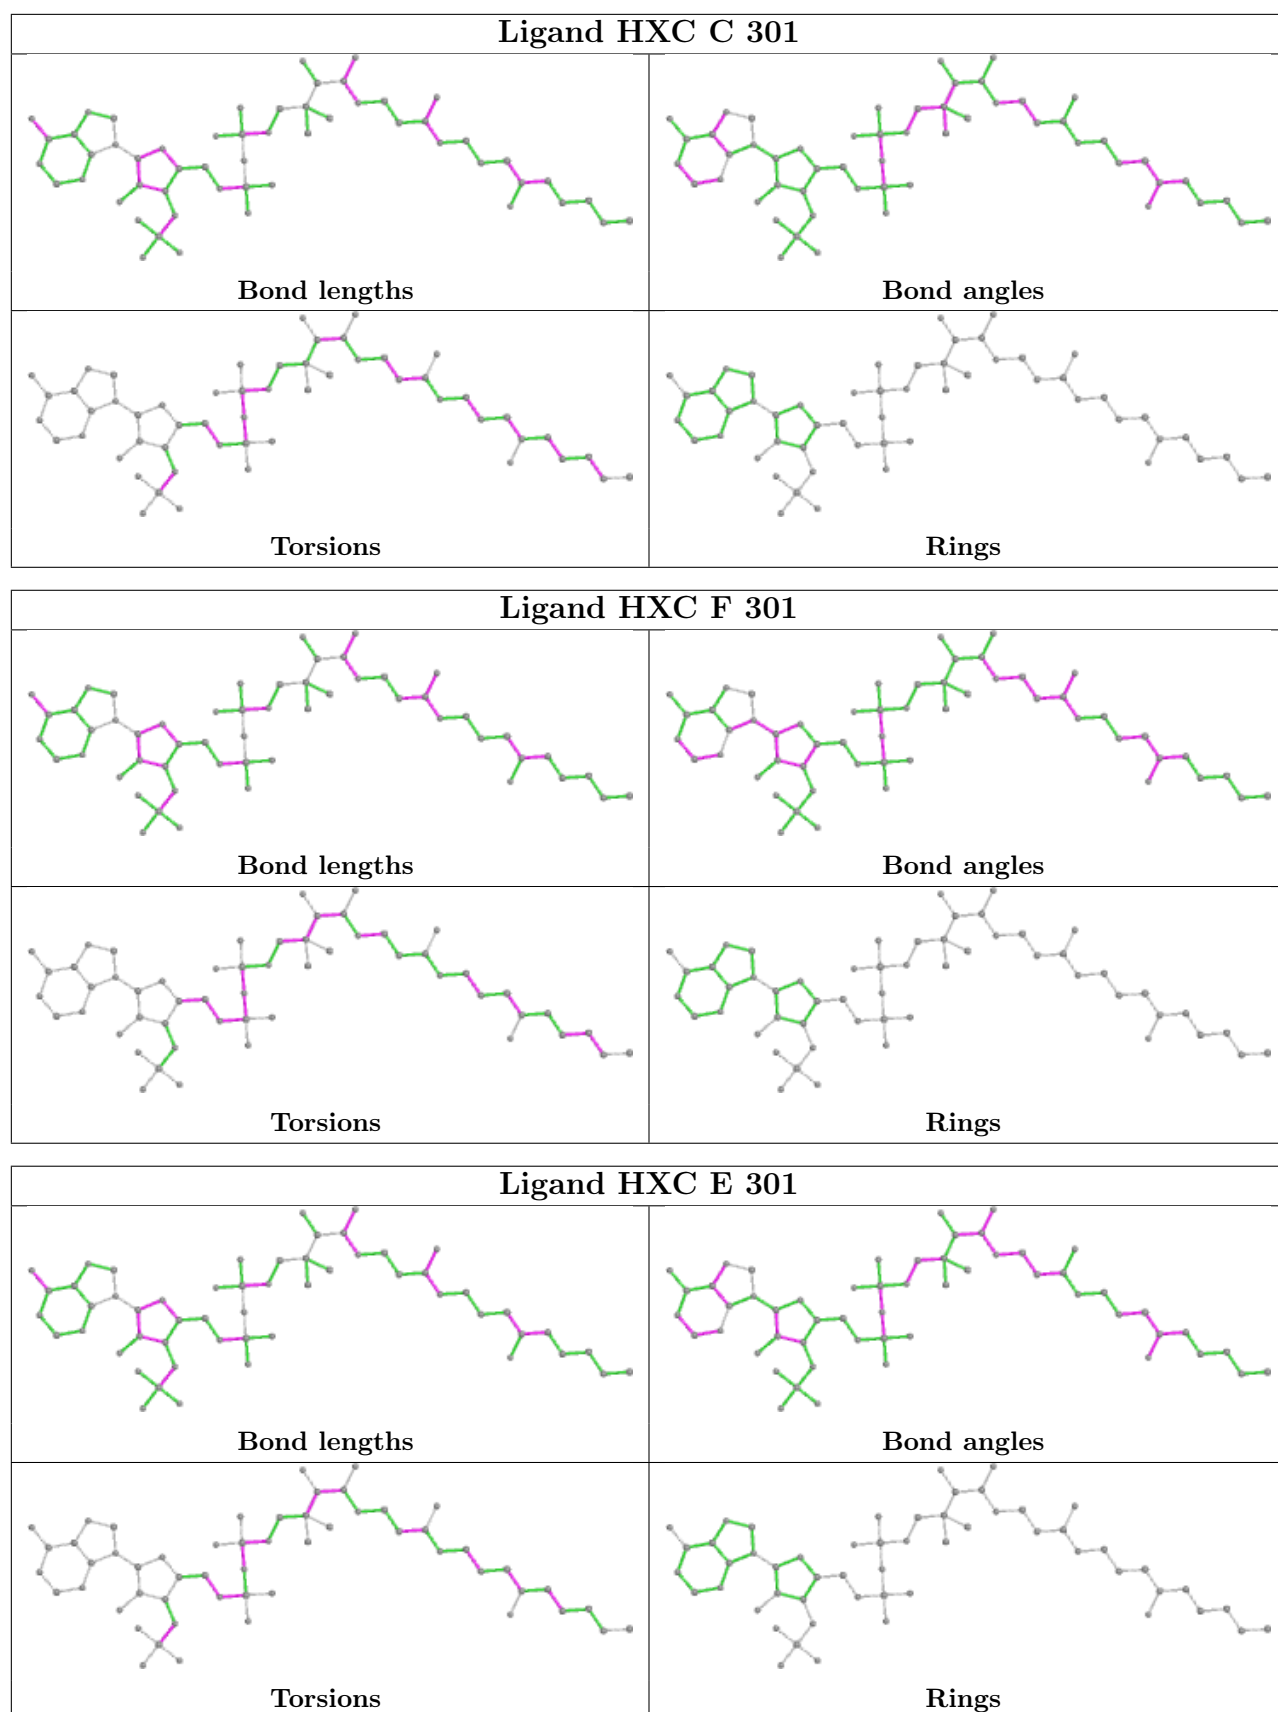 Ligand HXC C 301
Bond lengths
Bond angles
Torsions
Rings
Ligand HXC F 301
Bond lengths
Bond angles
Torsions
Rings
Ligand HXC E 301
Bond lengths
Bond angles
Torsions
Rings